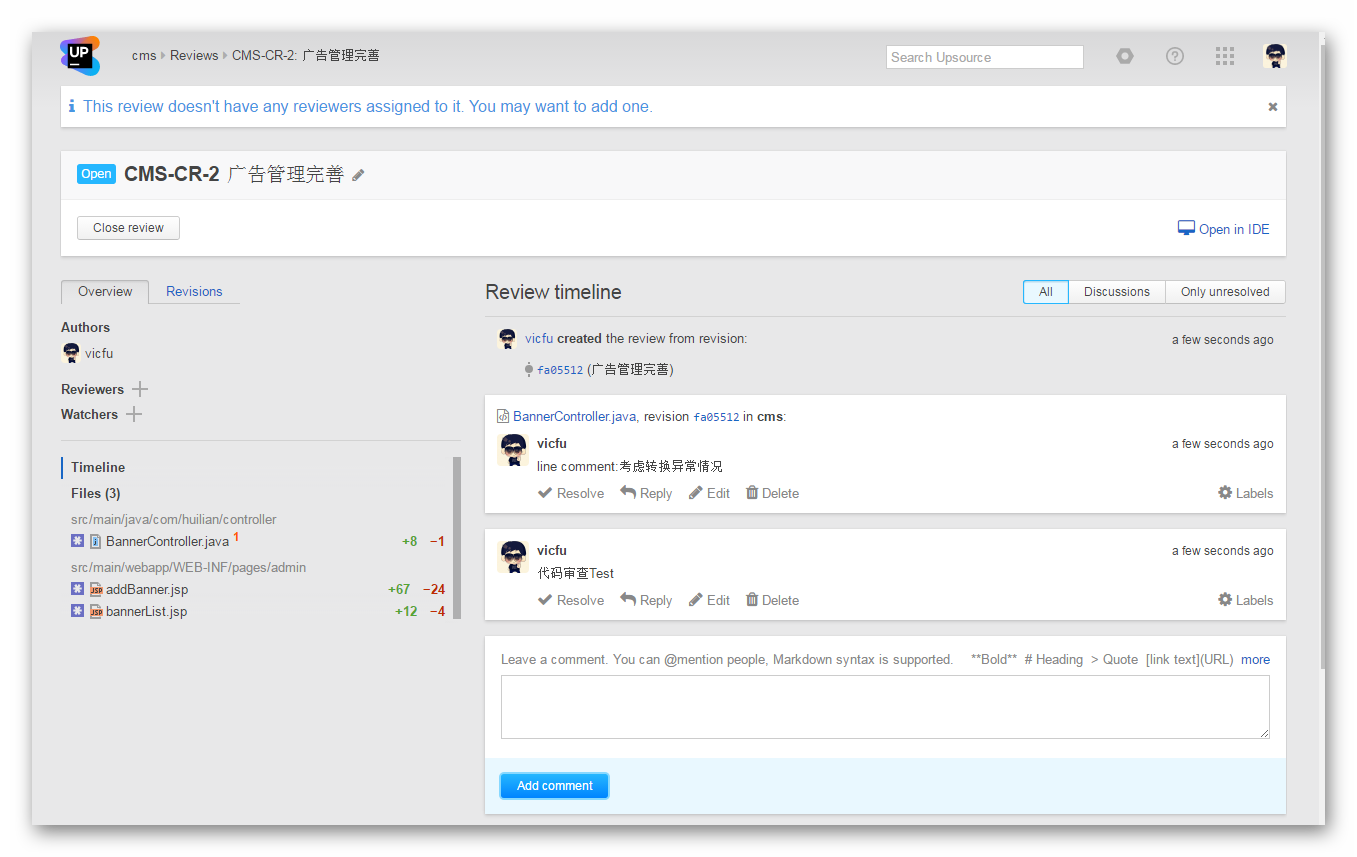 UP
cms Reviews CMS-CR-2: 广告管理完善
Search Upsource
This review doesn't have any reviewers assigned to it. You may want to add one.
Open CMS-CR-2 广告管理完善
Close review
Open in IDE
Overview Revisions
Authors
vicfu
Reviewers
Watchers
Timeline
Files (3)
src/main/java/com/huilian/controller
BannerController.java 1 +8 −1
src/main/webapp/WEB-INF/pages/admin
JSP addBanner.jsp +67 −24
JSP bannerList.jsp +12 −4
Review timeline
All Discussions Only unresolved
vicfu created the review from revision: a few seconds ago
fa05512 (广告管理完善)
BannerController.java, revision fa05512 in cms:
vicfu a few seconds ago
line comment:考虑转换异常情况
Resolve Reply Edit Delete Labels
vicfu a few seconds ago
代码审查Test
Resolve Reply Edit Delete Labels
Leave a comment. You can @mention people, Markdown syntax is supported. **Bold** # Heading > Quote [link text](URL) more
Add comment